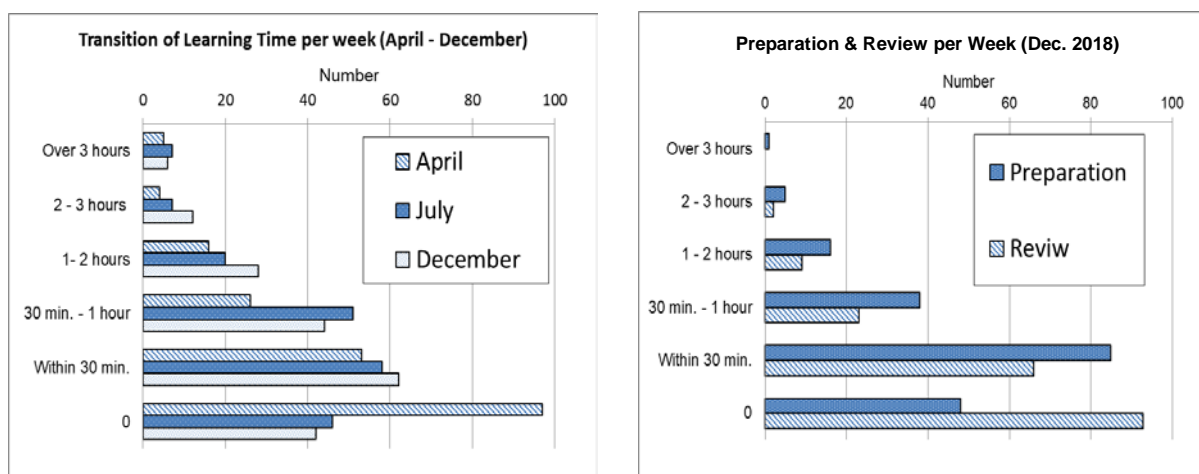 Transition of Learning Time per week (April - December)
Number
0 20 40 60 80 100
Over 3 hours
2 - 3 hours
1- 2 hours
30 min. - 1 hour
Within 30 min.
0
April
July
December
Preparation & Review per Week (Dec. 2018)
Number
0 20 40 60 80 100
Over 3 hours
2 - 3 hours
1 - 2 hours
30 min. - 1 hour
Within 30 min.
0
Preparation
Reviw